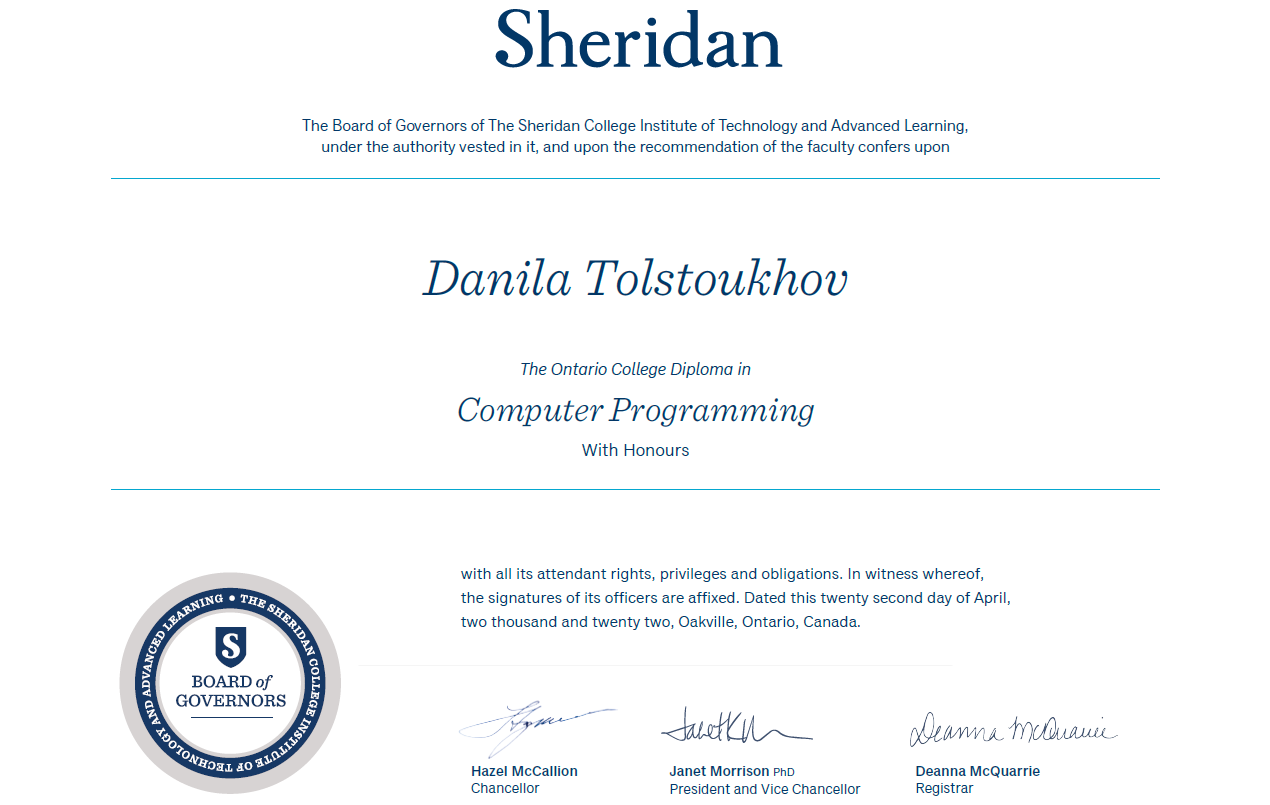 Sheridan
The Board of Governors of The Sheridan College Institute of Technology and Advanced Learning,
under the authority vested in it, and upon the recommendation of the faculty confers upon
Danila Tolstoukhov
The Ontario College Diploma in
Computer Programming
With Honours
with all its attendant rights, privileges and obligations. In witness whereof,
the signatures of its officers are affixed. Dated this twenty second day of April,
two thousand and twenty two, Oakville, Ontario, Canada.
THE SHERIDAN COLLEGE INSTITUTE OF TECHNOLOGY AND ADVANCED LEARNING •
S
BOARD of
GOVERNORS
Deanna McQuarrie
Hazel McCallion
Chancellor
Janet Morrison PhD
President and Vice Chancellor
Deanna McQuarrie
Registrar